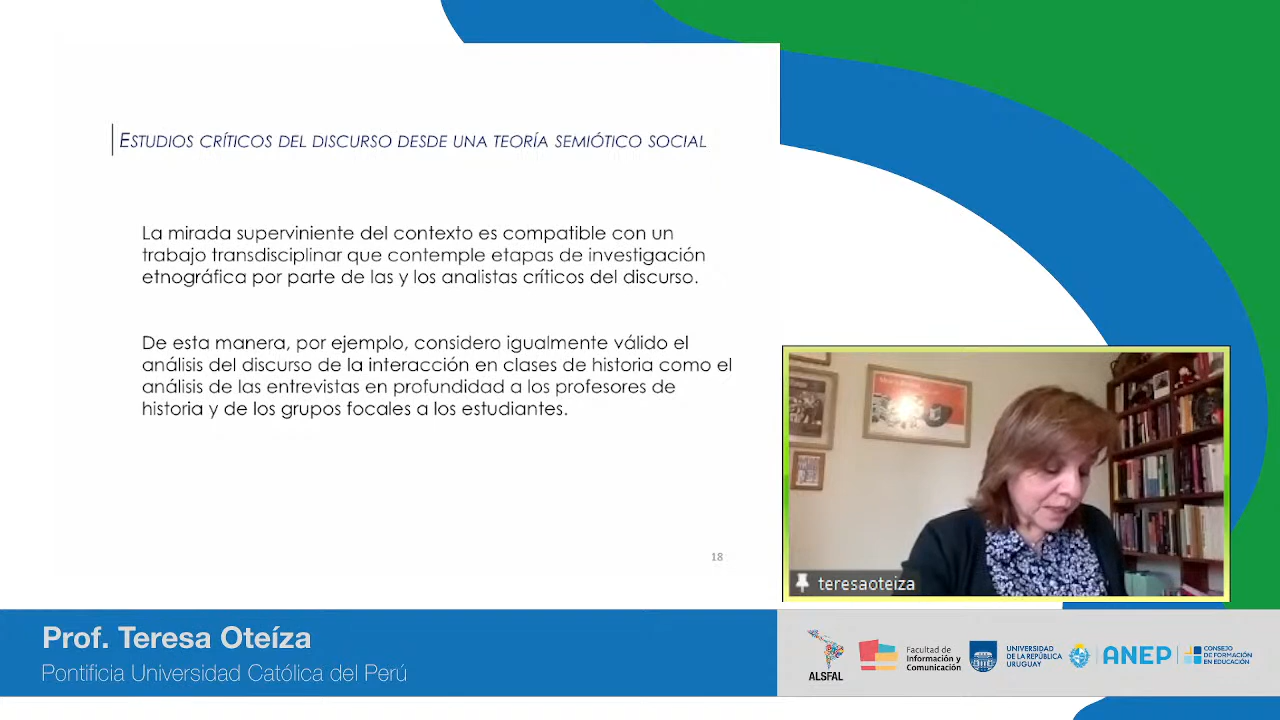 ESTUDIOS CRÍTICOS DEL DISCURSO DESDE UNA TEORÍA SEMIÓTICO SOCIAL
La mirada superviniente del contexto es compatible con un
trabajo transdisciplinar que contemple etapas de investigación
etnográfica por parte de las y los analistas críticos del discurso.
De esta manera, por ejemplo, considero igualmente válido el
análisis del discurso de la interacción en clases de historia como el
análisis de las entrevistas en profundidad a los profesores de
historia y de los grupos focales a los estudiantes.
18
teresaoteiza
Prof. Teresa Oteíza
Pontificia Universidad Católica del Perú
ALSFAL
Facultad de
Información y
Comunicación
UNIVERSIDAD
DE LA REPÚBLICA
URUGUAY
ANEP
CONSEJO
DE FORMACIÓN
EN EDUCACIÓN